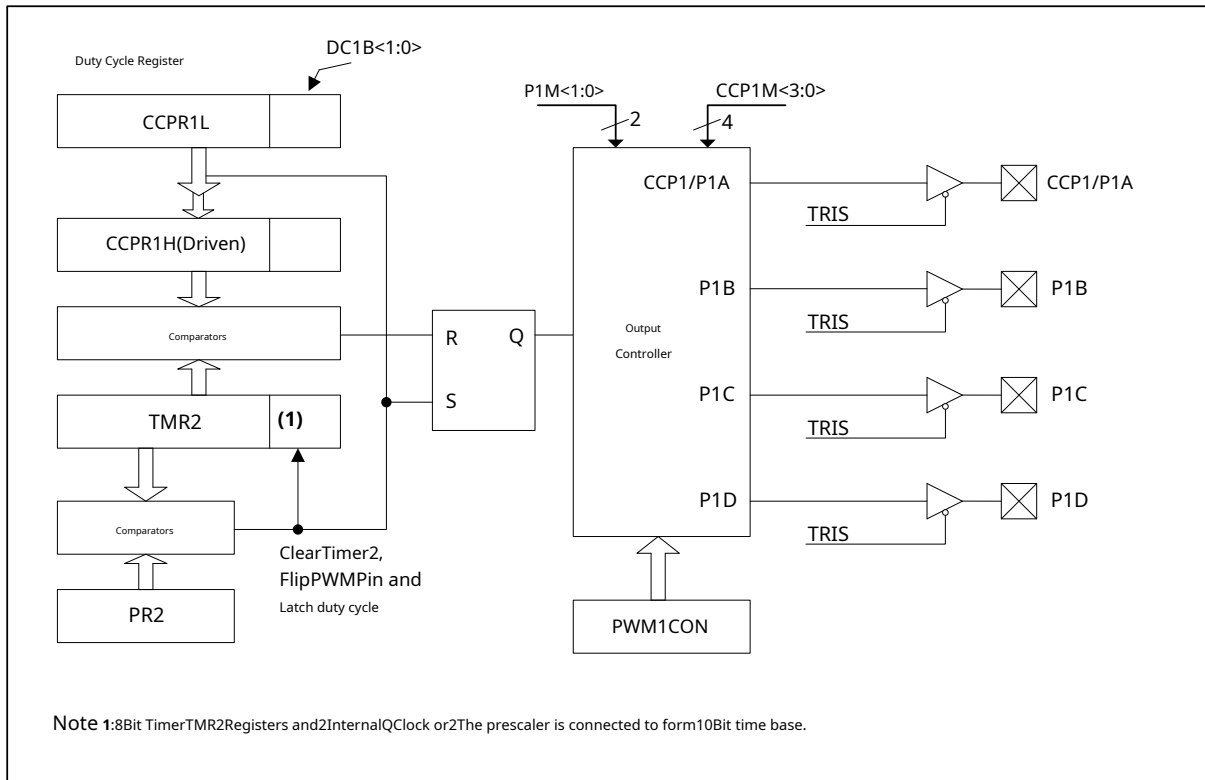 Duty Cycle Register
DC1B<1:0>
CCPR1L
CCPR1H(Driven)
Comparators
TMR2
(1)
Comparators
PR2
ClearTimer2,
FlipPWMPin and
Latch duty cycle
R
Q
S
P1M<1:0>
2
CCP1M<3:0>
4
CCP1/P1A
P1B
Output
Controller
P1C
P1D
PWM1CON
TRIS
CCP1/P1A
TRIS
P1B
TRIS
P1C
TRIS
P1D
Note 1:8Bit TimerTMR2Registers and2InternalQClock or2The prescaler is connected to form10Bit time base.